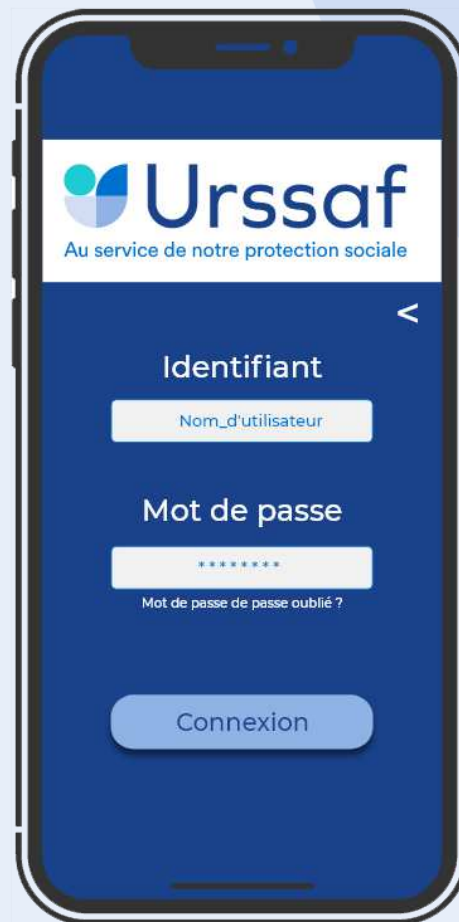 Urssaf
Au service de notre protection sociale
<
Identifiant
Nom_d'utilisateur
Mot de passe
********
Mot de passe de passe oublié ?
Connexion